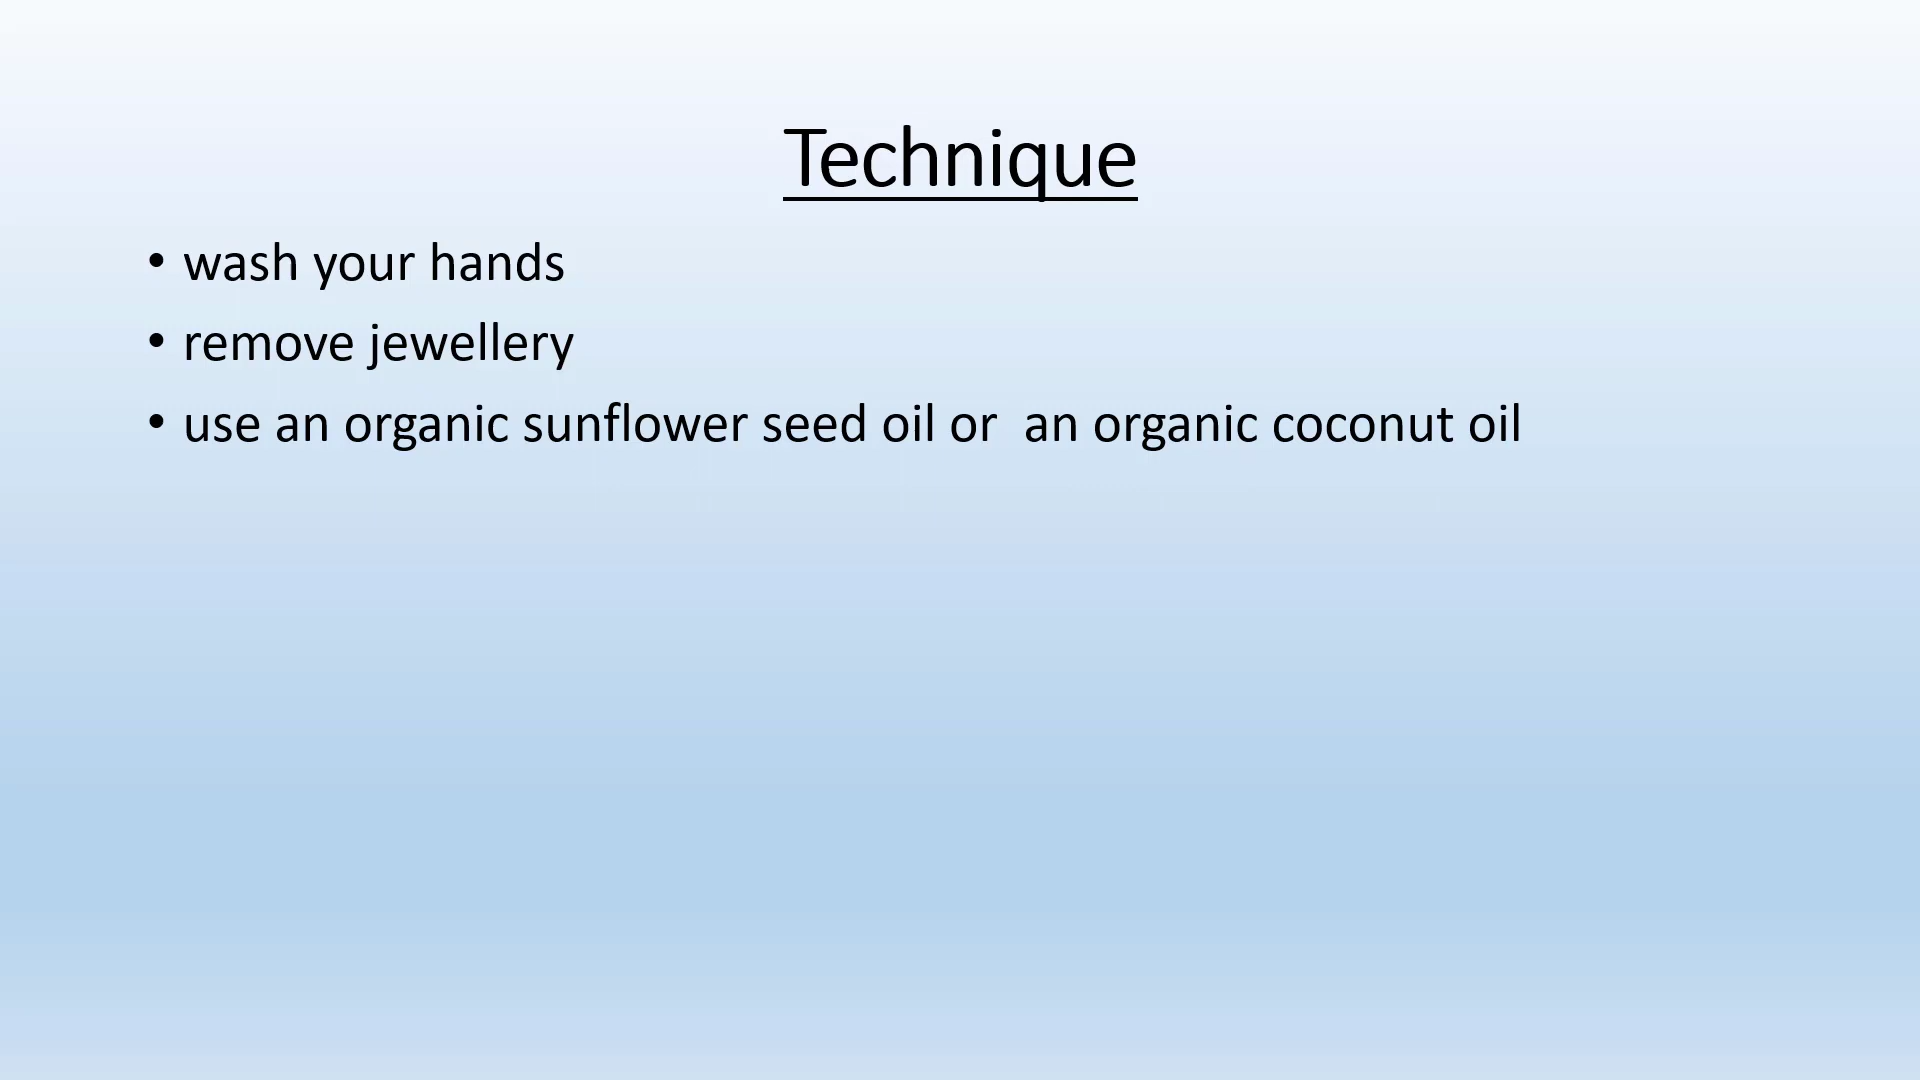 Technique
• wash your hands
• remove jewellery
• use an organic sunflower seed oil or  an organic coconut oil